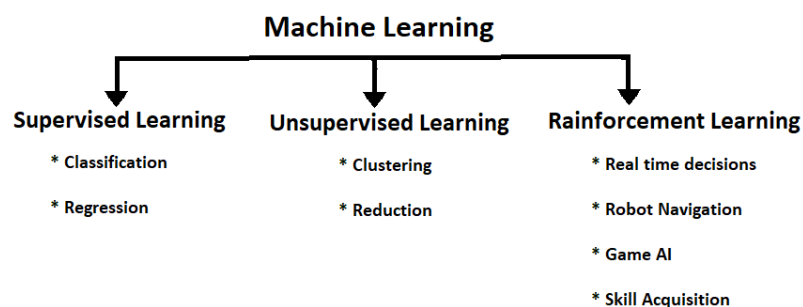 Machine Learning
Supervised Learning
* Classification
* Regression
Unsupervised Learning
* Clustering
* Reduction
Rainforcement Learning
* Real time decisions
* Robot Navigation
* Game AI
* Skill Acquisition